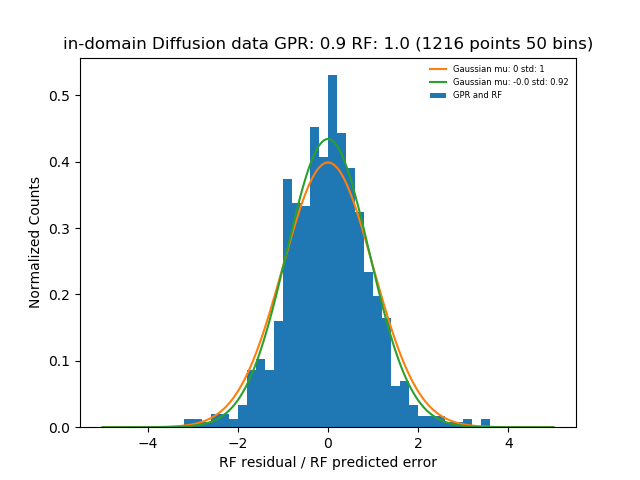 in-domain Diffusion data GPR: 0.9 RF: 1.0 (1216 points 50 bins)
Gaussian mu: 0 std: 1
Gaussian mu: -0.0 std: 0.92
GPR and RF
Normalized Counts
0.5
0.4
0.3
0.2
0.1
0.0
−4
−2
0
2
4
RF residual / RF predicted error